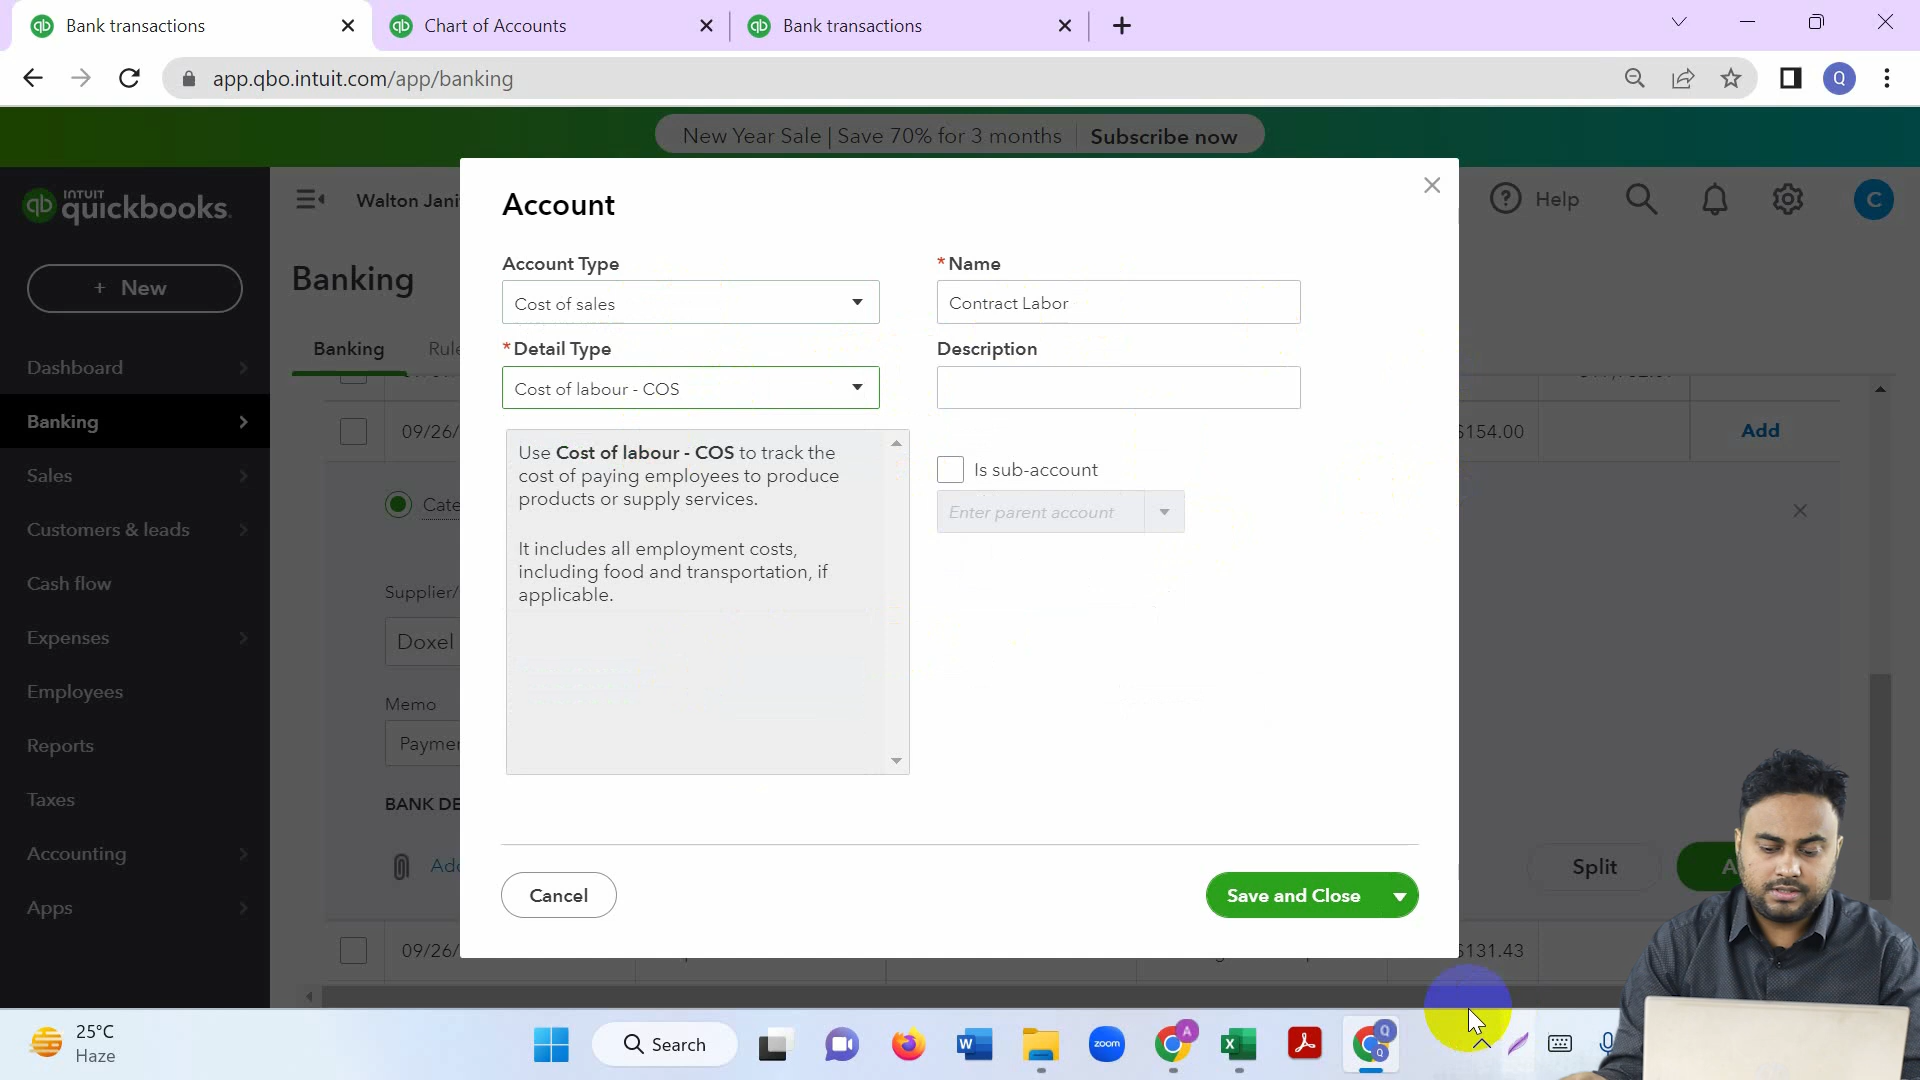 Bank transactions
Chart of Accounts
Bank transactions
app.qbo.intuit.com/app/banking
Q
New Year Sale | Save 70% for 3 months
Subscribe now
qb INTUIT quickbooks.
Walton Jani
Help
C
+ New
Banking
Banking
Rule
Dashboard
Banking
Sales
Customers & leads
Cash flow
Expenses
Employees
Reports
Taxes
Accounting
Apps
Account
Account Type
Cost of sales
* Name
Contract Labor
* Detail Type
Cost of labour - COS
Description
Use Cost of labour - COS to track the
cost of paying employees to produce
products or supply services.
It includes all employment costs,
including food and transportation, if
applicable.
Is sub-account
Enter parent account
Cancel
Save and Close
09/26/
$154.00
Add
Cate
Supplier/
Doxel
Memo
Paymen
BANK DE
Add
Split
09/26/
$131.43
25°C
Haze
Search
W
zoom
A
X
Q
Q